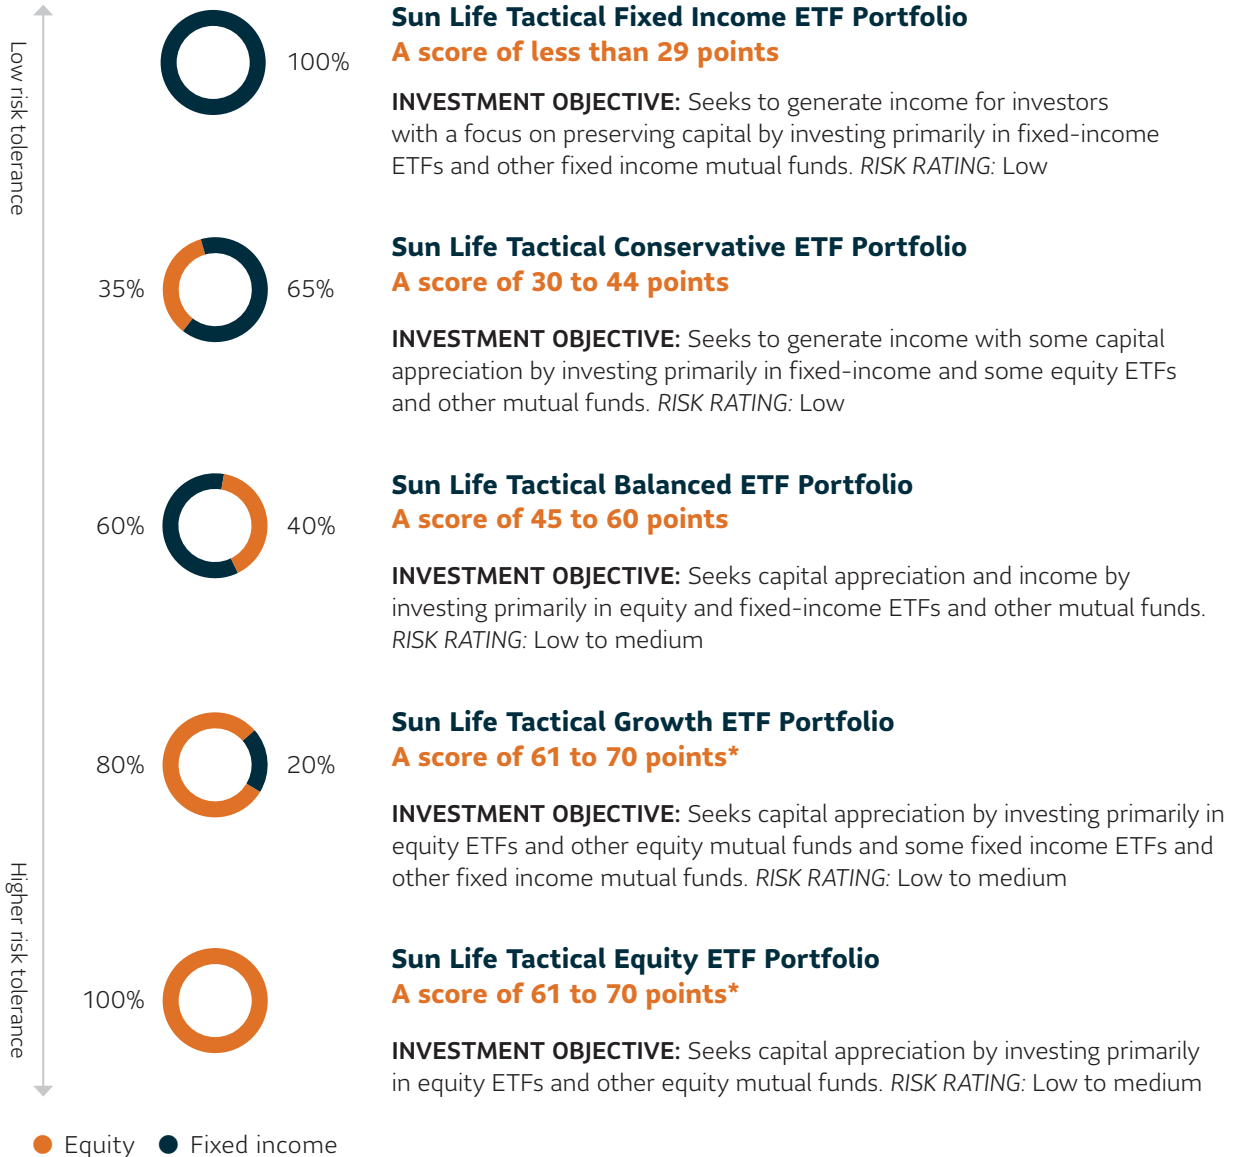 Low risk tolerance
100%
Sun Life Tactical Fixed Income ETF Portfolio
A score of less than 29 points
INVESTMENT OBJECTIVE: Seeks to generate income for investors
with a focus on preserving capital by investing primarily in fixed-income
ETFs and other fixed income mutual funds. RISK RATING: Low
35%
65%
Sun Life Tactical Conservative ETF Portfolio
A score of 30 to 44 points
INVESTMENT OBJECTIVE: Seeks to generate income with some capital
appreciation by investing primarily in fixed-income and some equity ETFs
and other mutual funds. RISK RATING: Low
60%
40%
Sun Life Tactical Balanced ETF Portfolio
A score of 45 to 60 points
INVESTMENT OBJECTIVE: Seeks capital appreciation and income by
investing primarily in equity and fixed-income ETFs and other mutual funds.
RISK RATING: Low to medium
80%
20%
Sun Life Tactical Growth ETF Portfolio
A score of 61 to 70 points*
INVESTMENT OBJECTIVE: Seeks capital appreciation by investing primarily in
equity ETFs and other equity mutual funds and some fixed income ETFs and
other fixed income mutual funds. RISK RATING: Low to medium
Higher risk tolerance
100%
Sun Life Tactical Equity ETF Portfolio
A score of 61 to 70 points*
INVESTMENT OBJECTIVE: Seeks capital appreciation by investing primarily
in equity ETFs and other equity mutual funds. RISK RATING: Low to medium
Equity
Fixed income